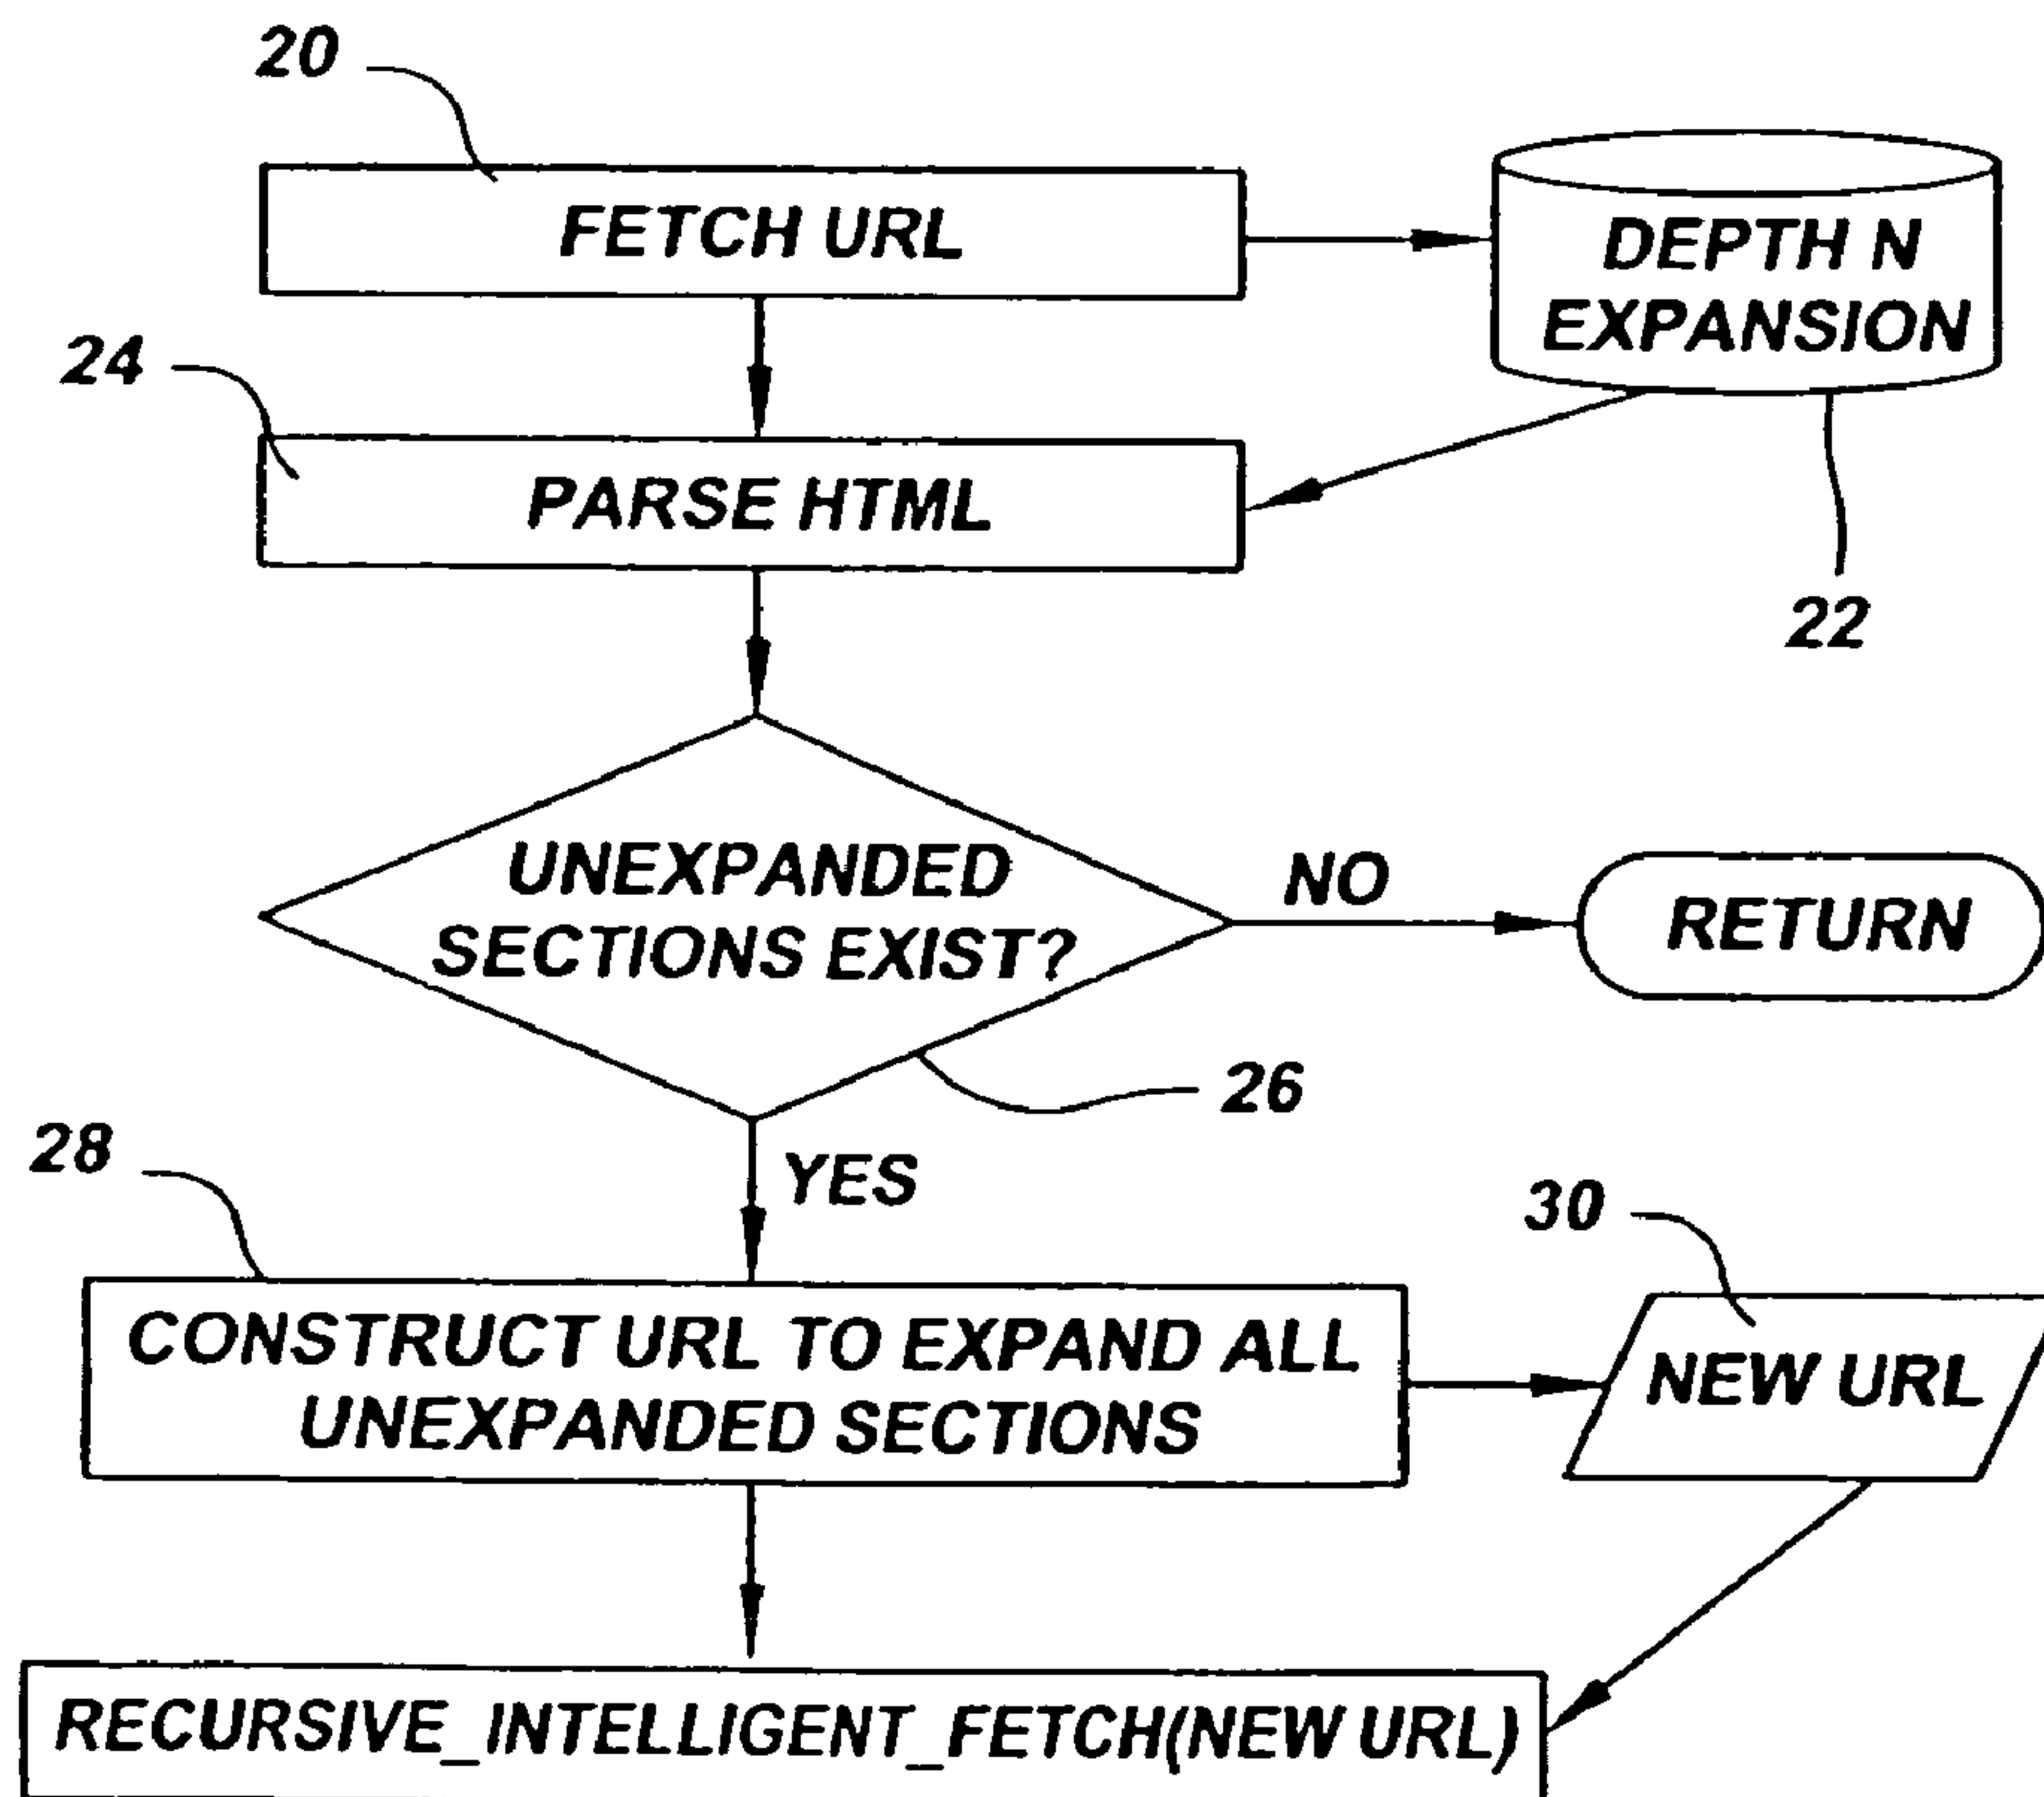 20
FETCH URL
DEPTH N
EXPANSION
24
PARSE HTML
22
UNEXPANDED
SECTIONS EXIST?
NO
RETURN
26
28
YES
30
CONSTRUCT URL TO EXPAND ALL
UNEXPANDED SECTIONS
NEW URL
RECURSIVE_INTELLIGENT_FETCH(NEW URL)